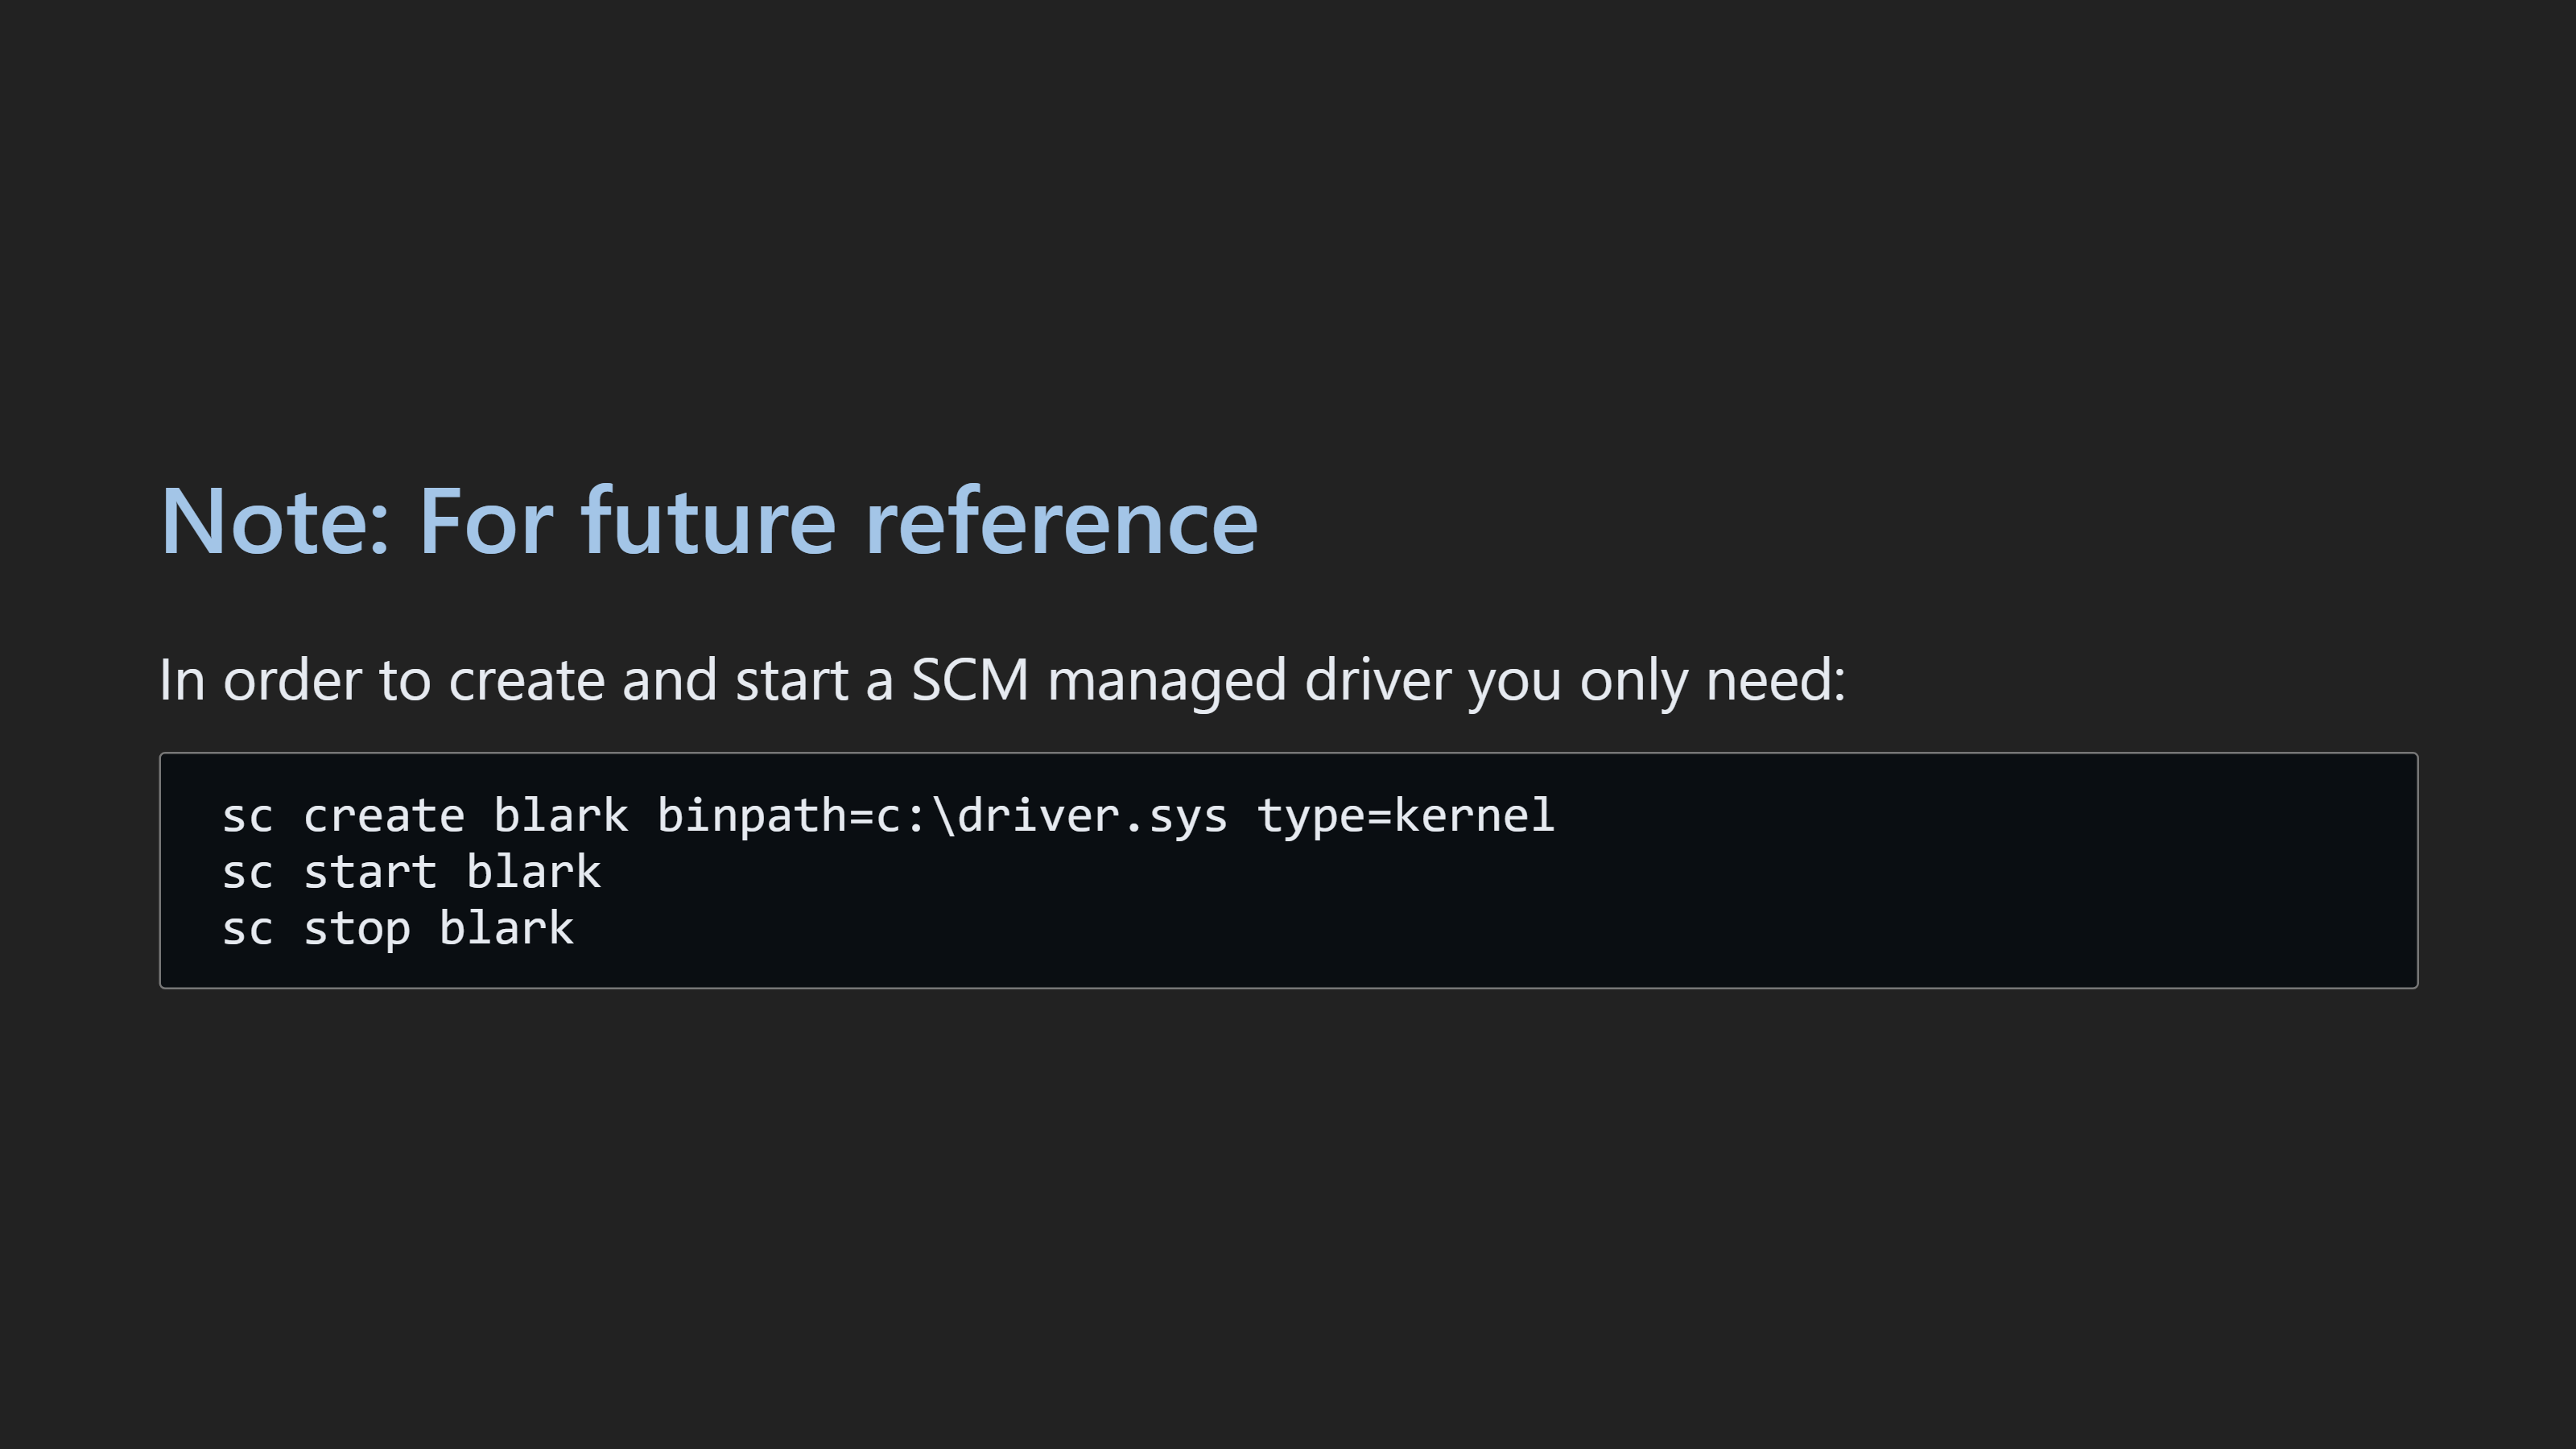 Note: For future reference
In order to create and start a SCM managed driver you only need:
sc create blark binpath=c:\driver.sys type=kernel
sc start blark
sc stop blark